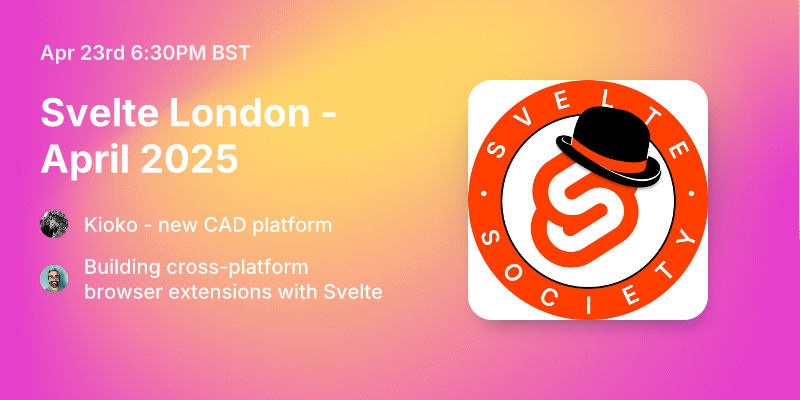 Apr 23rd 6:30PM BST
Svelte London -
April 2025
Kioko - new CAD platform
Building cross-platform
browser extensions with Svelte
SVELTE
SOCIETY